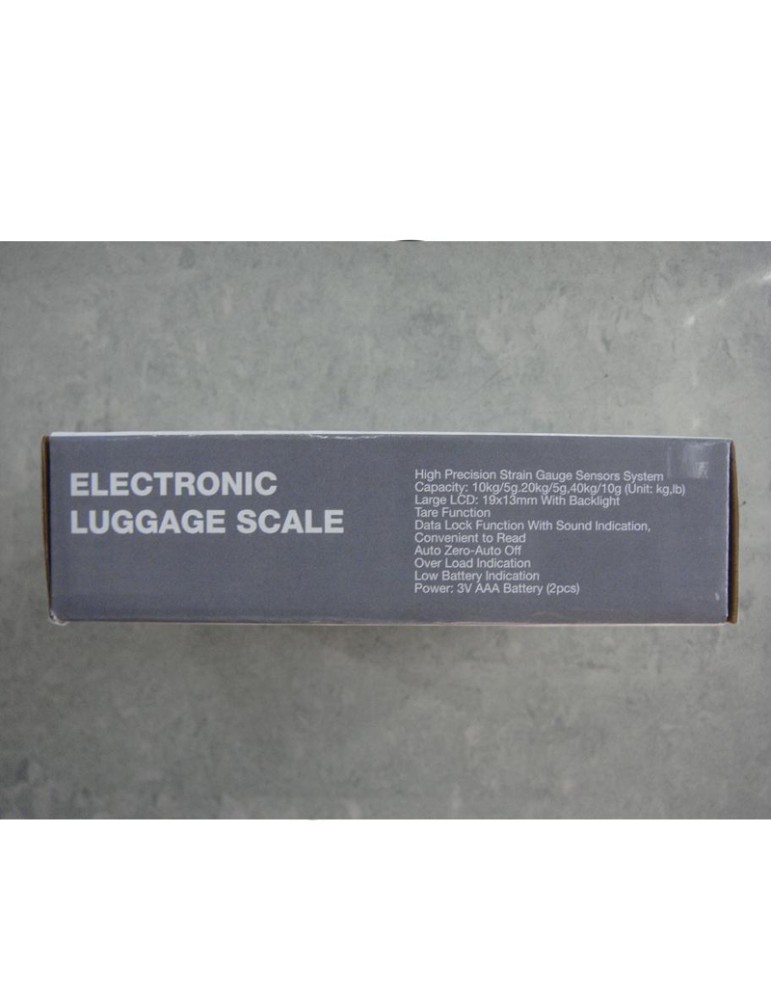 ELECTRONIC
LUGGAGE SCALE
High Precision Strain Gauge Sensors System
Capacity: 10kg/5g.20kg/5g,40kg/10g (Unit: kg,lb)
Large LCD: 19x13mm With Backlight
Tare Function
Data Lock Function With Sound Indication,
Convenient to Read
Auto Zero-Auto Off
Over Load Indication
Low Battery Indication
Power: 3V AAA Battery (2pcs)